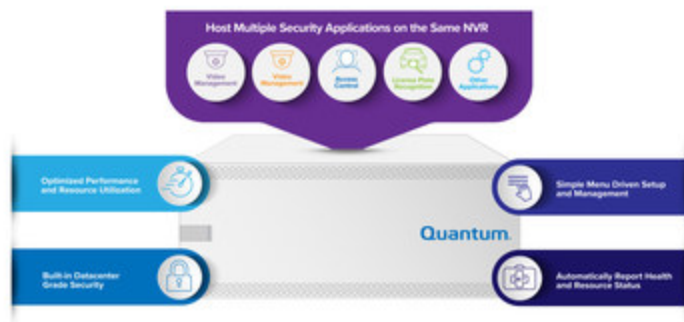 Host Multiple Security Applications on the Same NVR
Video
Management
Video
Management
Access
Control
License Plate
Recognition
Other
Applications
Optimized Performance
and Resource Utilization
Simple Menu Driven Setup
and Management
Quantum
Built-in Datacenter
Grade Security
Automatically Report Health
and Resource Status